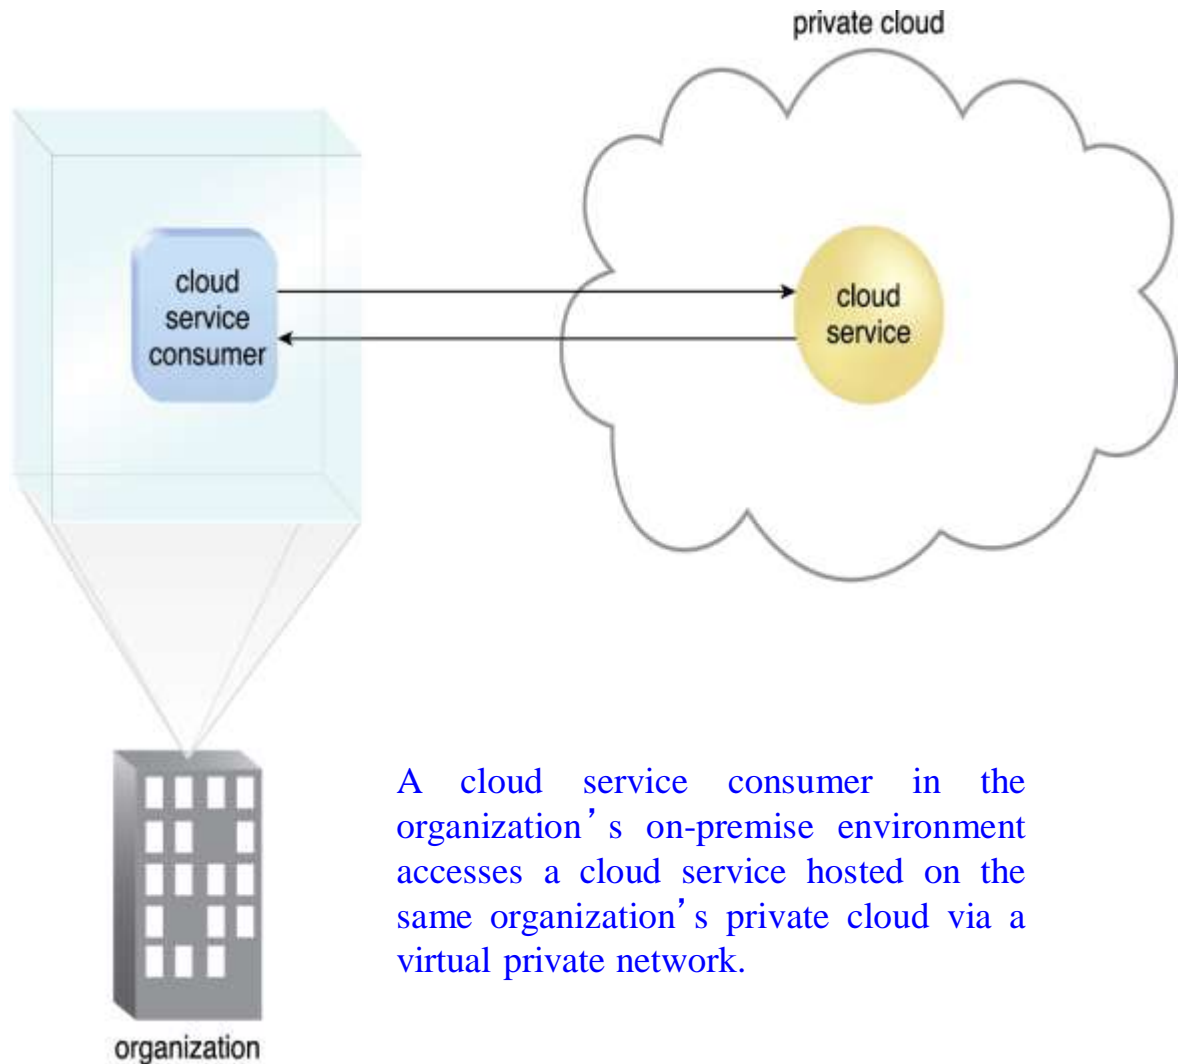 private cloud
cloud
service
consumer
cloud
service
A cloud service consumer in the
organization’s on-premise environment
accesses a cloud service hosted on the
same organization’s private cloud via a
virtual private network.
organization